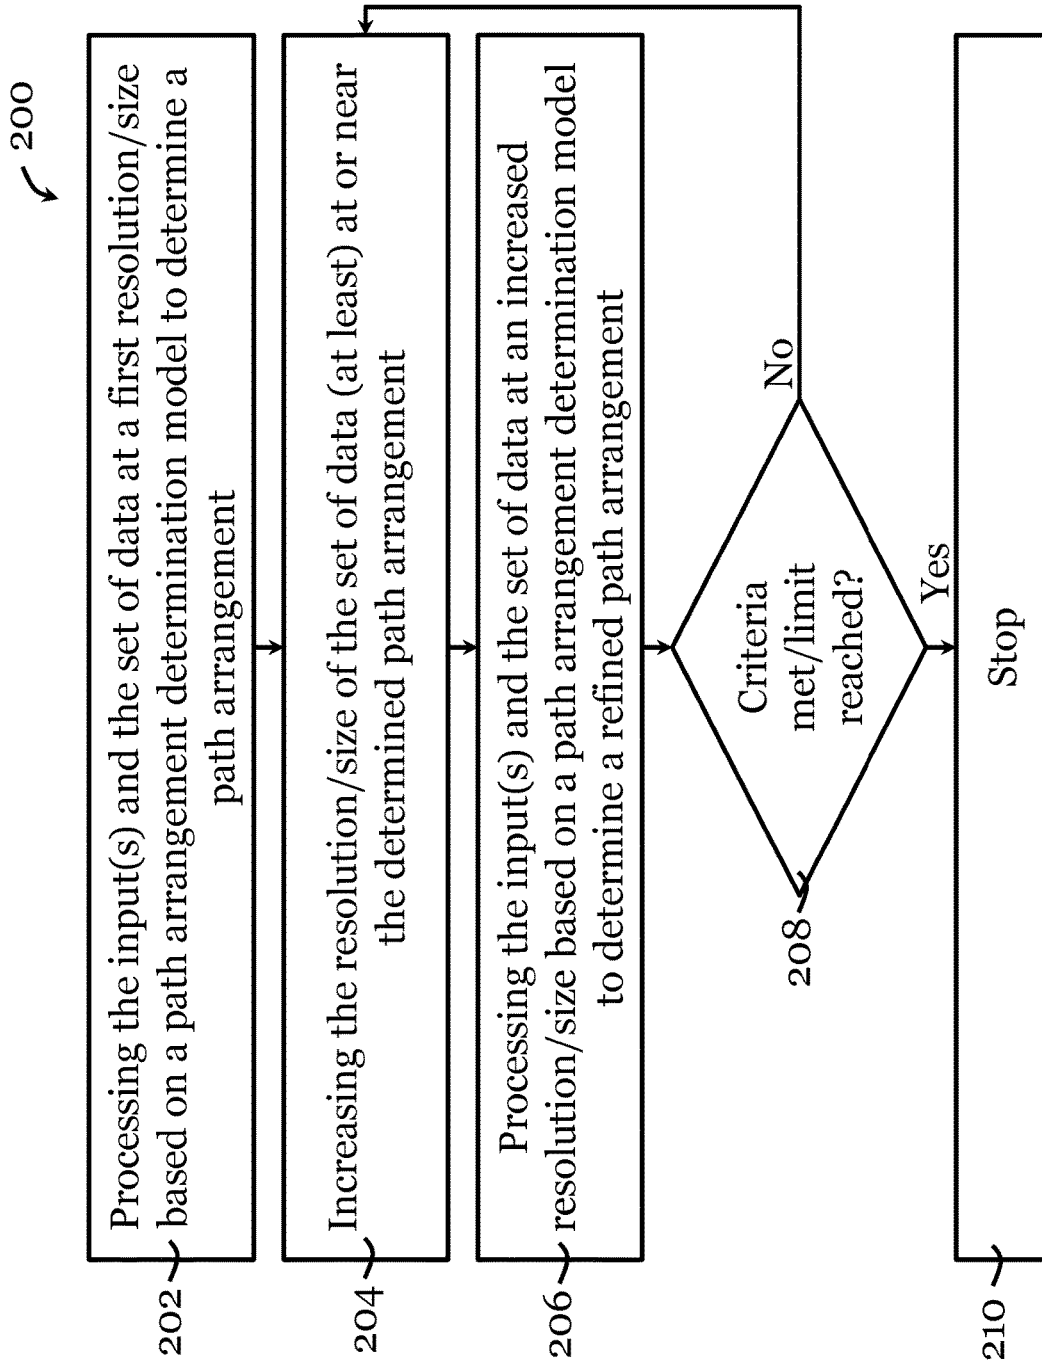 200
202
Processing the input(s) and the set of data at a first resolution/size
based on a path arrangement determination model to determine a
path arrangement
204
Increasing the resolution/size of the set of data (at least) at or near
the determined path arrangement
206
Processing the input(s) and the set of data at an increased
resolution/size based on a path arrangement determination model
to determine a refined path arrangement
208
Criteria
met/limit
reached?
No
Yes
210
Stop